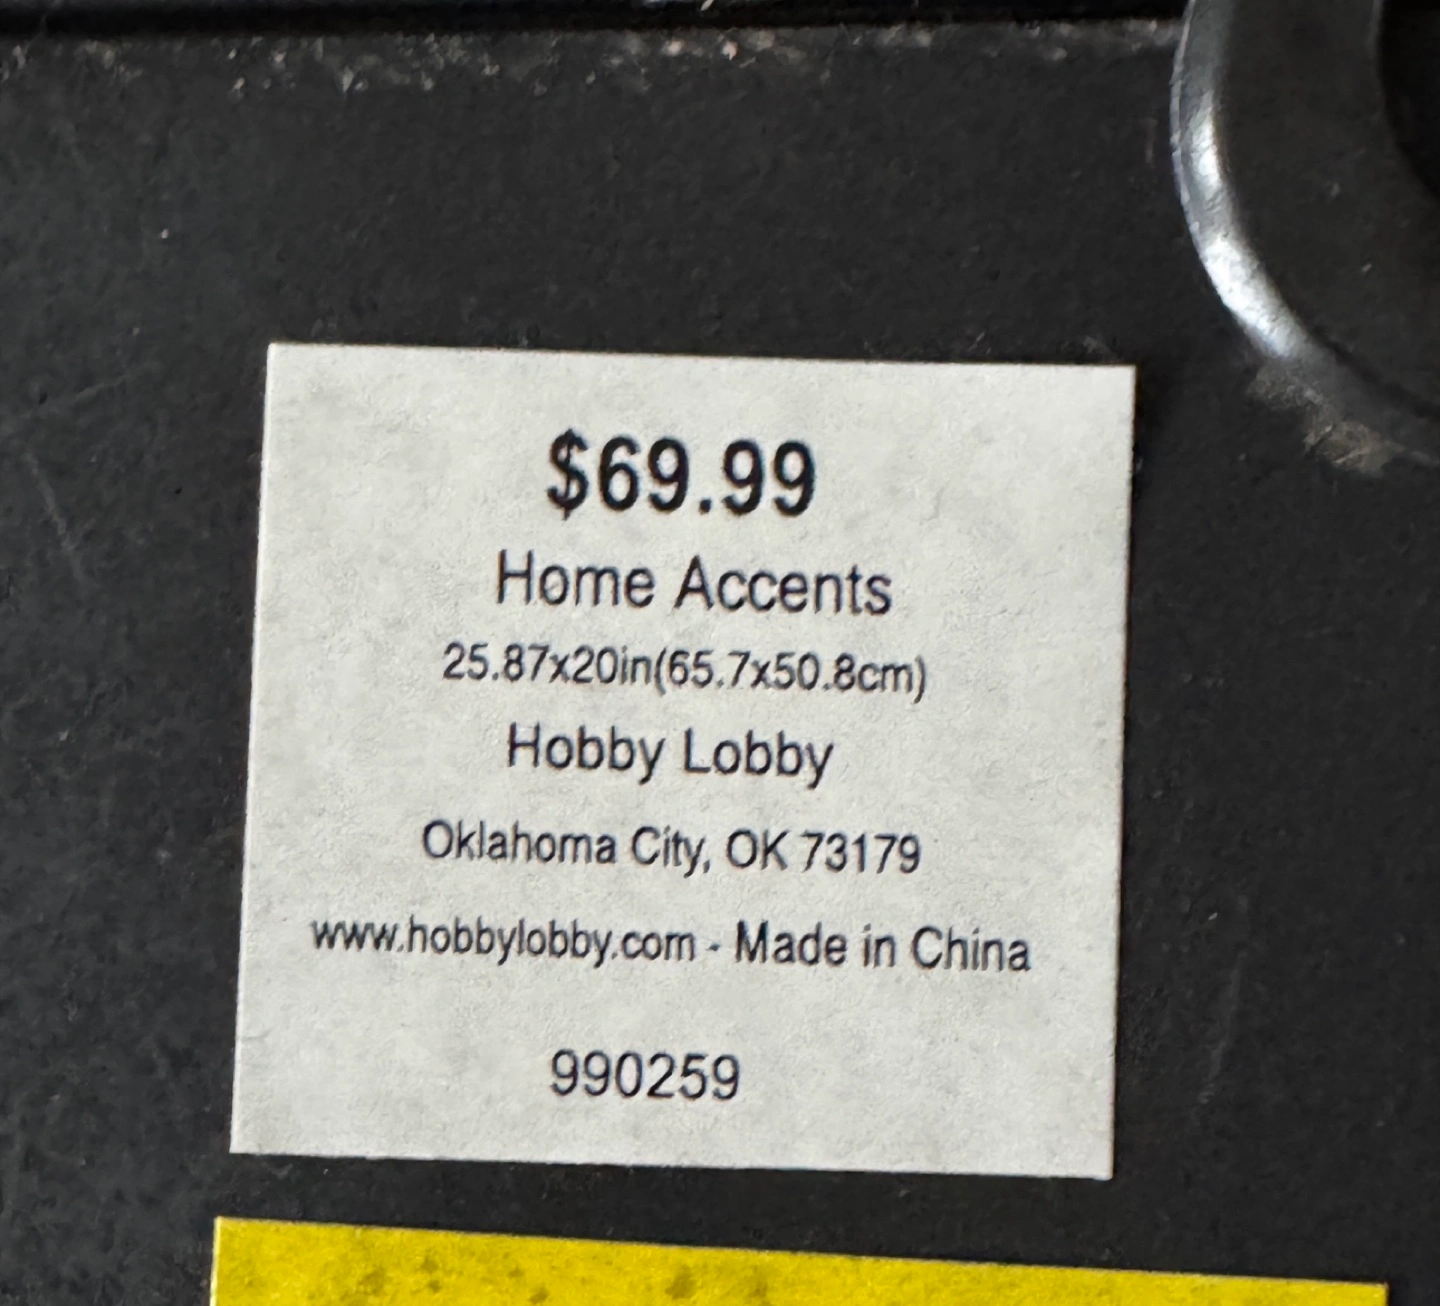 $69.99
Home Accents
25.87x20in(65.7x50.8cm)
Hobby Lobby
Oklahoma City, OK 73179
www.hobbylobby.com - Made in China
990259